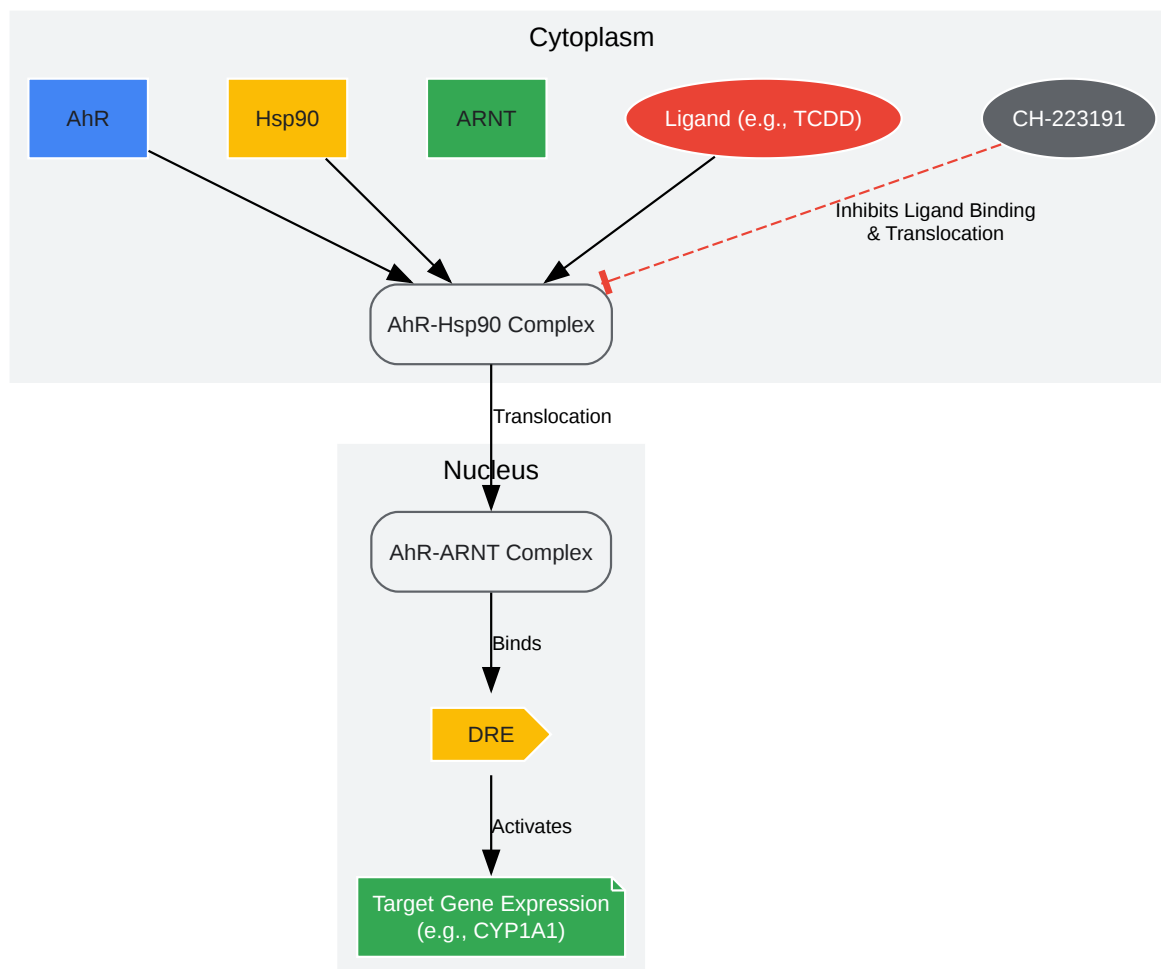 Cytoplasm
AhR
Hsp90
ARNT
Ligand (e.g., TCDD)
CH-223191
Inhibits Ligand Binding
& Translocation
AhR-Hsp90 Complex
Translocation
Nucleus
AhR-ARNT Complex
Binds
DRE
Activates
Target Gene Expression
(e.g., CYP1A1)